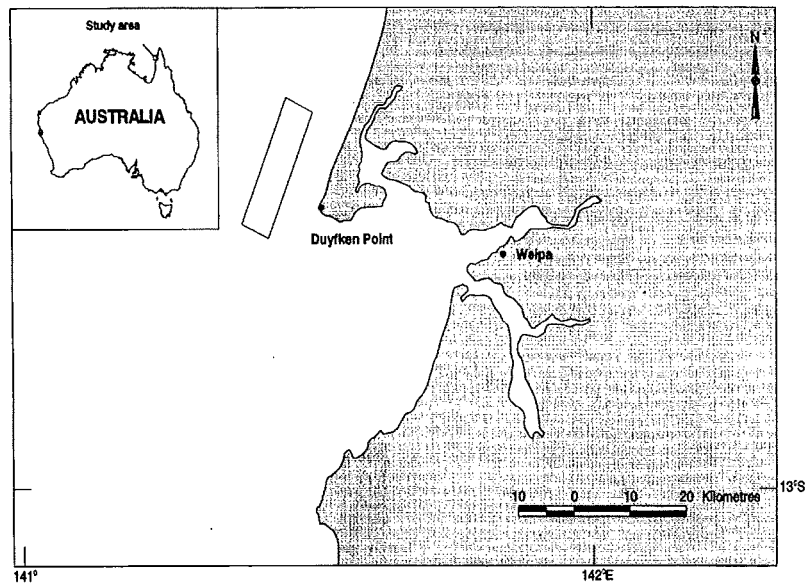 Study area
AUSTRALIA
N
Duyfken Point
Weipa
13°S
10 0 10 20 Kilometres
141°
142°E